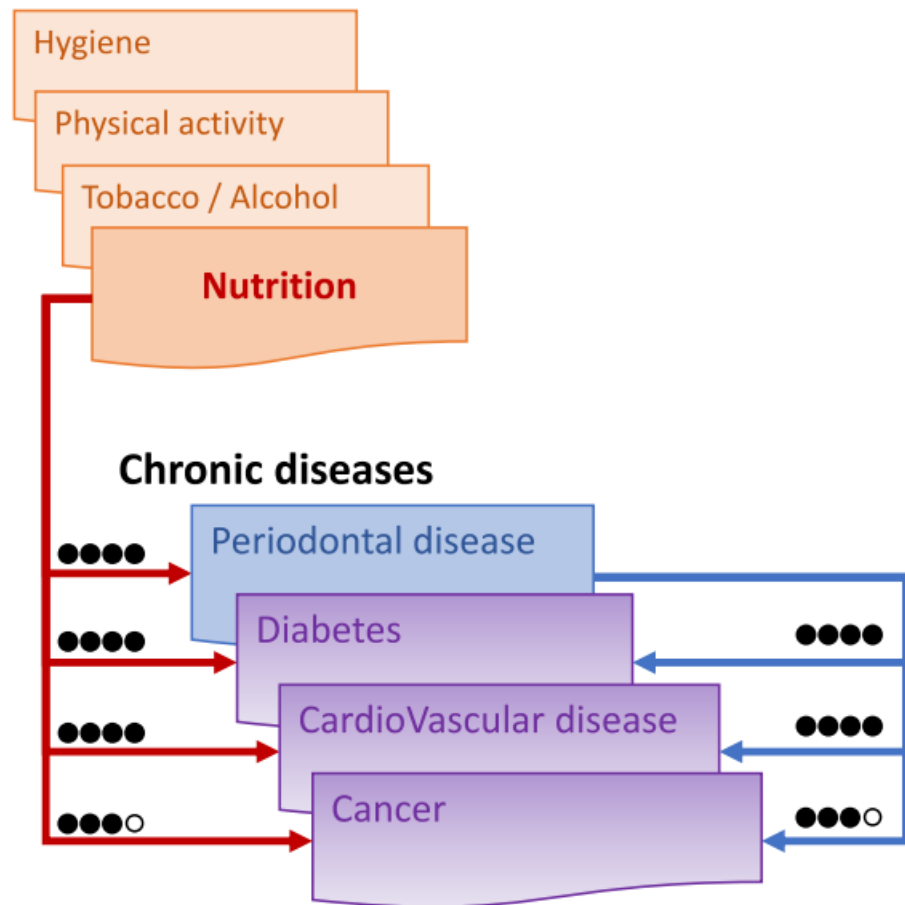 Hygiene
Physical activity
Tobacco / Alcohol
Nutrition
Chronic diseases
Periodontal disease
Diabetes
CardioVascular disease
Cancer